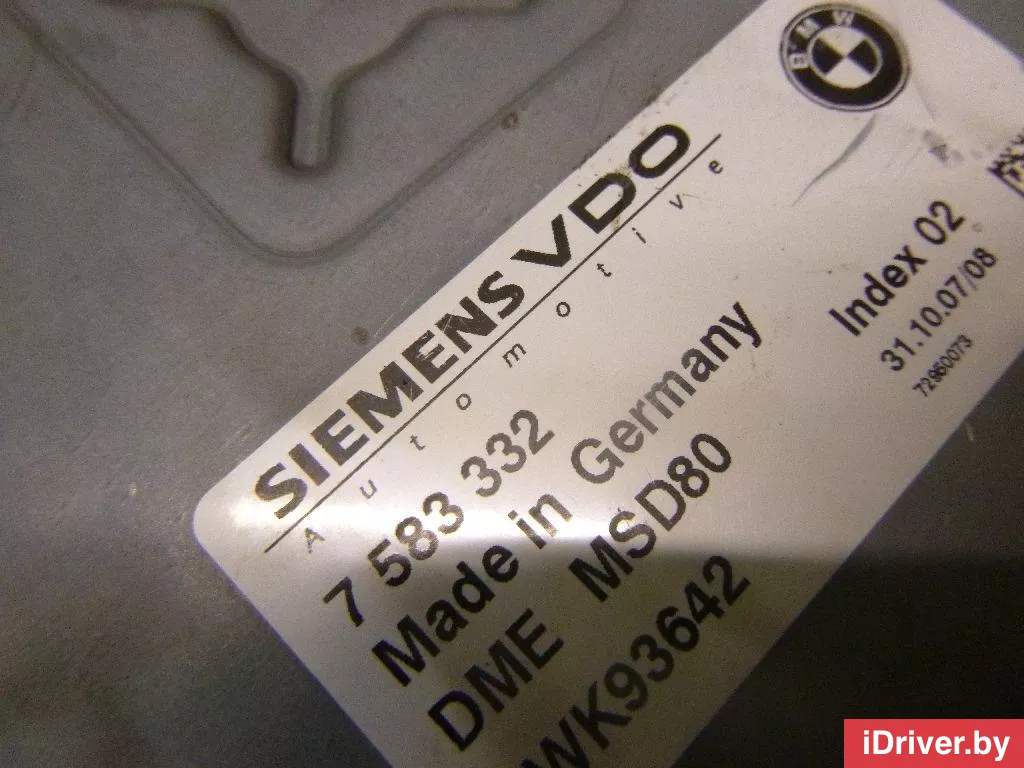 BMW
SIEMENS VDO
Automotive
7 583 332
Made in Germany
DME MSD80
WK93642
Index 02
31.10.07/08
72960073
iDriver.by